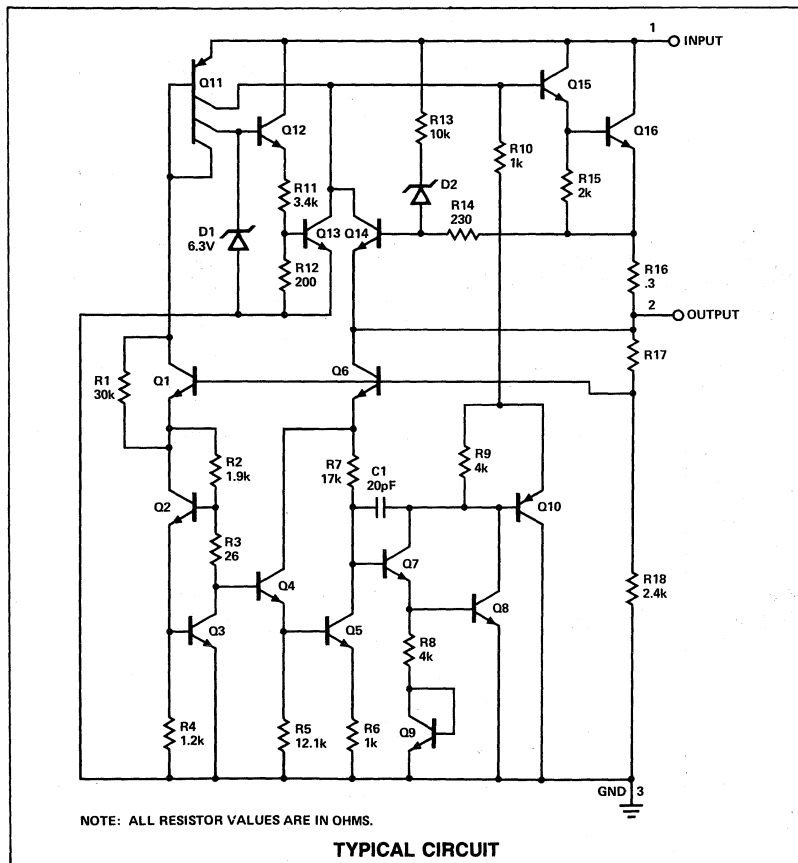 1
INPUT
Q11
Q15
Q12
R13
10k
Q16
R10
1k
R11
3.4k
D2
R15
2k
R14
230
D1
6.3V
Q13
Q14
R12
200
R16
.3
2
OUTPUT
R17
R1
30k
Q1
Q6
R2
1.9k
R7
17k
C1
20pF
R9
4k
Q2
Q10
R3
26
Q4
Q7
R18
2.4k
Q3
Q5
Q8
R8
4k
R4
1.2k
R5
12.1k
R6
1k
Q9
GND
3
NOTE: ALL RESISTOR VALUES ARE IN OHMS.
TYPICAL CIRCUIT